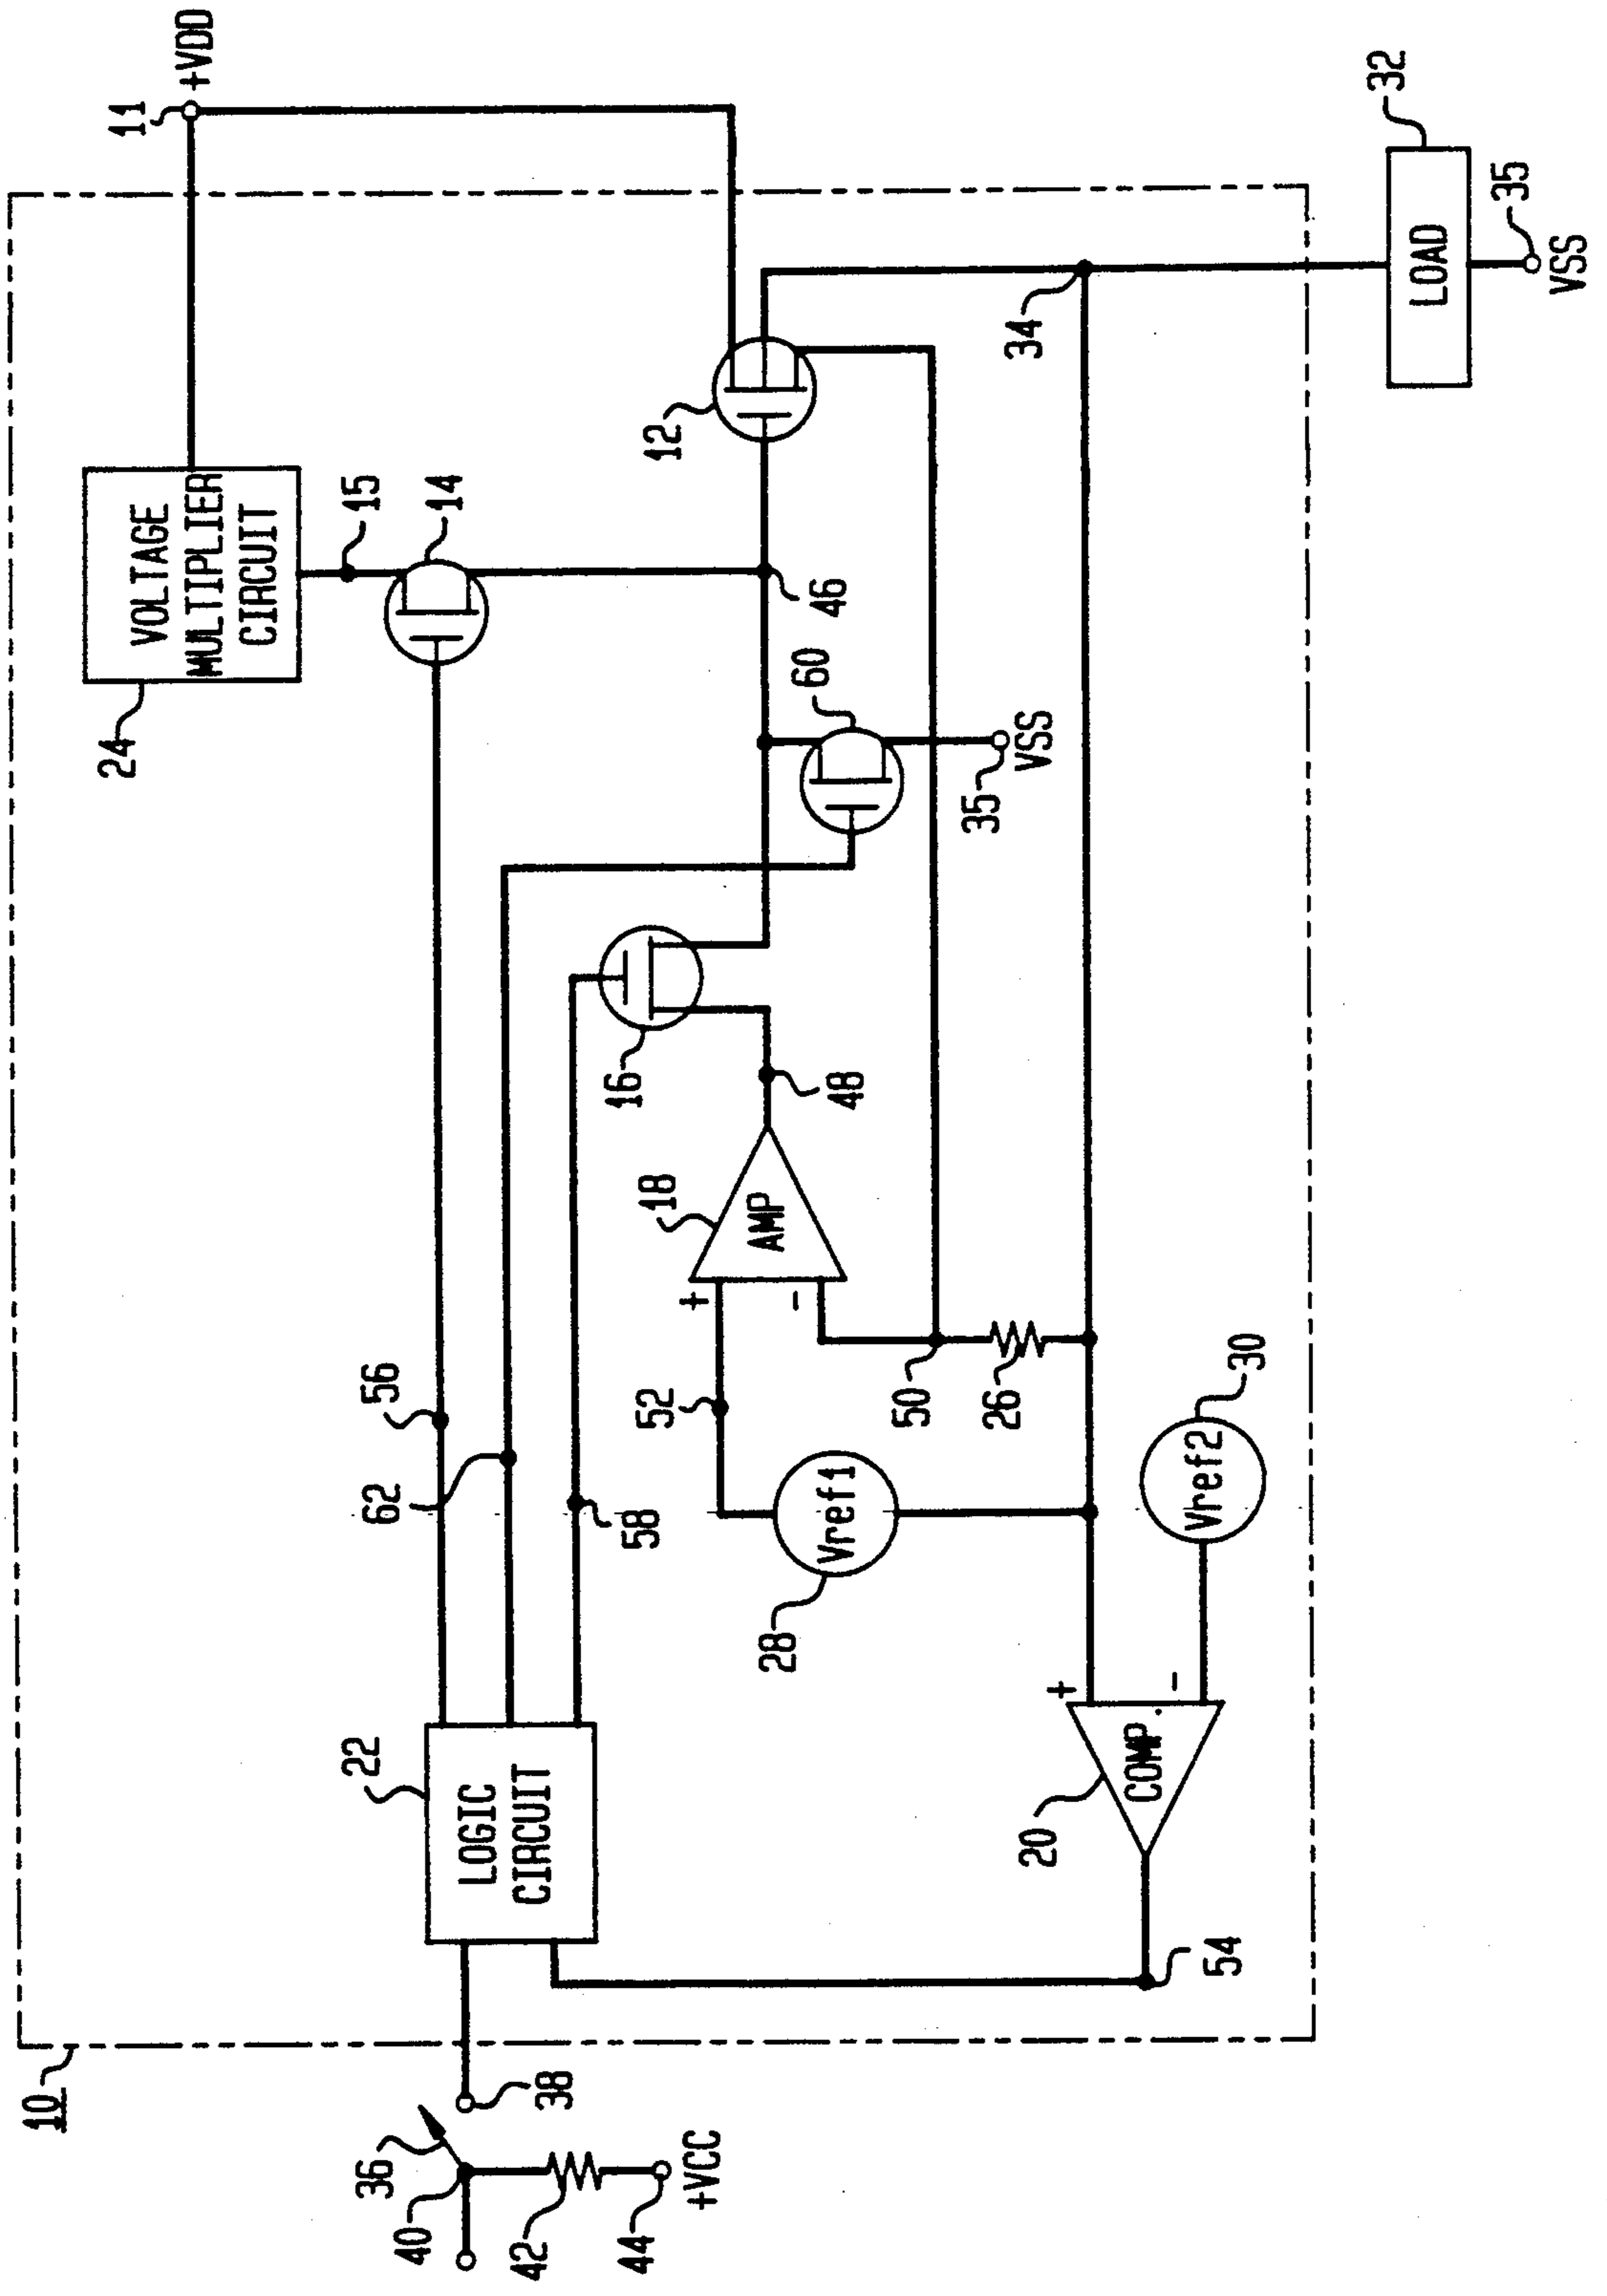 10
11
+VDD
VOLTAGE
MULTIPLIER
CIRCUIT
24
15
14
12
46
60
35
VSS
16
48
18
AMP
+
-
56
62
58
52
50
26
34
28
Vref1
Vref2
30
22
LOGIC
CIRCUIT
20
COMP.
+
-
54
36
38
40
42
44
+VCC
32
LOAD
35
VSS